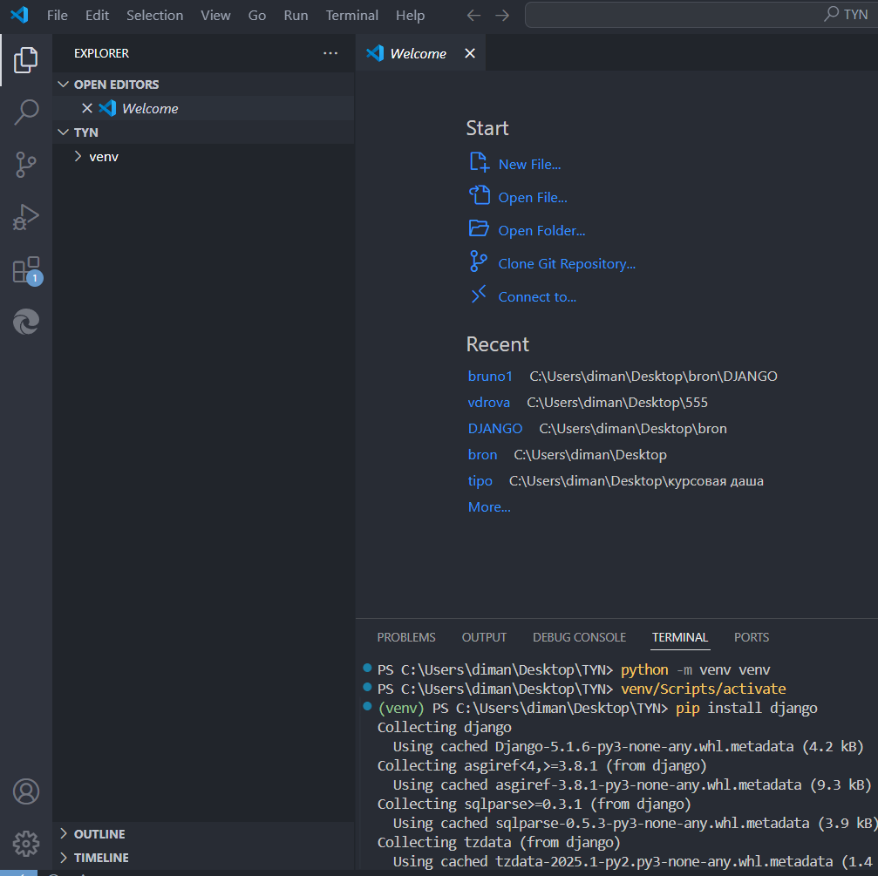 File Edit Selection View Go Run Terminal Help TYN
EXPLORER
OPEN EDITORS
Welcome
TYN
venv
OUTLINE
TIMELINE
1
Welcome
Start
New File...
Open File...
Open Folder...
Clone Git Repository...
Connect to...
Recent
bruno1 C:\Users\diman\Desktop\bron\DJANGO
vdrova C:\Users\diman\Desktop\555
DJANGO C:\Users\diman\Desktop\bron
bron C:\Users\diman\Desktop
tipo C:\Users\diman\Desktop\курсовая даша
More...
PROBLEMS OUTPUT DEBUG CONSOLE TERMINAL PORTS
PS C:\Users\diman\Desktop\TYN> python -m venv venv
PS C:\Users\diman\Desktop\TYN> venv/Scripts/activate
(venv) PS C:\Users\diman\Desktop\TYN> pip install django
Collecting django
Using cached Django-5.1.6-py3-none-any.whl.metadata (4.2 kB)
Collecting asgiref<4,>=3.8.1 (from django)
Using cached asgiref-3.8.1-py3-none-any.whl.metadata (9.3 kB)
Collecting sqlparse>=0.3.1 (from django)
Using cached sqlparse-0.5.3-py3-none-any.whl.metadata (3.9 kB)
Collecting tzdata (from django)
Using cached tzdata-2025.1-py2.py3-none-any.whl.metadata (1.4